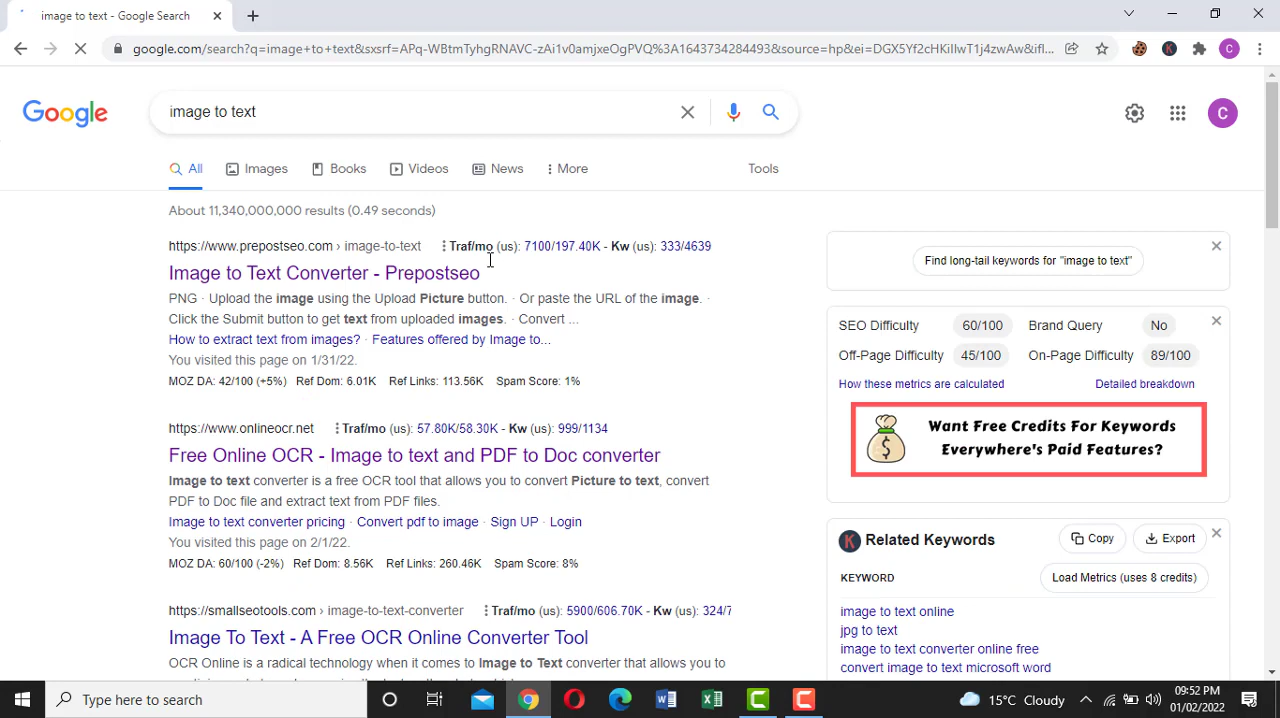 image to text - Google Search
google.com/search?q=image+to+text&sxsrf=APq-WBtmTyhgRNAVC-zAi1v0amjxeOgPVQ%3A1643734284493&source=hp&ei=DGX5Yf2cHKiIlwT1j4zwAw&ifl...
K
C
Google
image to text
C
All
Images
Books
Videos
News
More
Tools
About 11,340,000,000 results (0.49 seconds)
https://www.prepostseo.com › image-to-text
Traf/mo (us): 7100/197.40K - Kw (us): 333/4639
Image to Text Converter - Prepostseo
PNG · Upload the image using the Upload Picture button. · Or paste the URL of the image. ·
Click the Submit button to get text from uploaded images. · Convert ...
How to extract text from images? · Features offered by Image to...
You visited this page on 1/31/22.
MOZ DA: 42/100 (+5%) Ref Dom: 6.01K Ref Links: 113.56K Spam Score: 1%
https://www.onlineocr.net
Traf/mo (us): 57.80K/58.30K - Kw (us): 999/1134
Free Online OCR - Image to text and PDF to Doc converter
Image to text converter is a free OCR tool that allows you to convert Picture to text, convert
PDF to Doc file and extract text from PDF files.
Image to text converter pricing · Convert pdf to image · Sign UP · Login
You visited this page on 2/1/22.
MOZ DA: 60/100 (-2%) Ref Dom: 8.56K Ref Links: 260.46K Spam Score: 8%
https://smallseotools.com › image-to-text-converter
Traf/mo (us): 5900/606.70K - Kw (us): 324/7
Image To Text - A Free OCR Online Converter Tool
OCR Online is a radical technology when it comes to Image to Text converter that allows you to
Find long-tail keywords for "image to text"
SEO Difficulty 60/100 Brand Query No
Off-Page Difficulty 45/100 On-Page Difficulty 89/100
How these metrics are calculated Detailed breakdown
$
Want Free Credits For Keywords
Everywhere's Paid Features?
K Related Keywords
Copy
Export
KEYWORD
Load Metrics (uses 8 credits)
image to text online
jpg to text
image to text converter online free
convert image to text microsoft word
Type here to search
15°C Cloudy
09:52 PM
01/02/2022